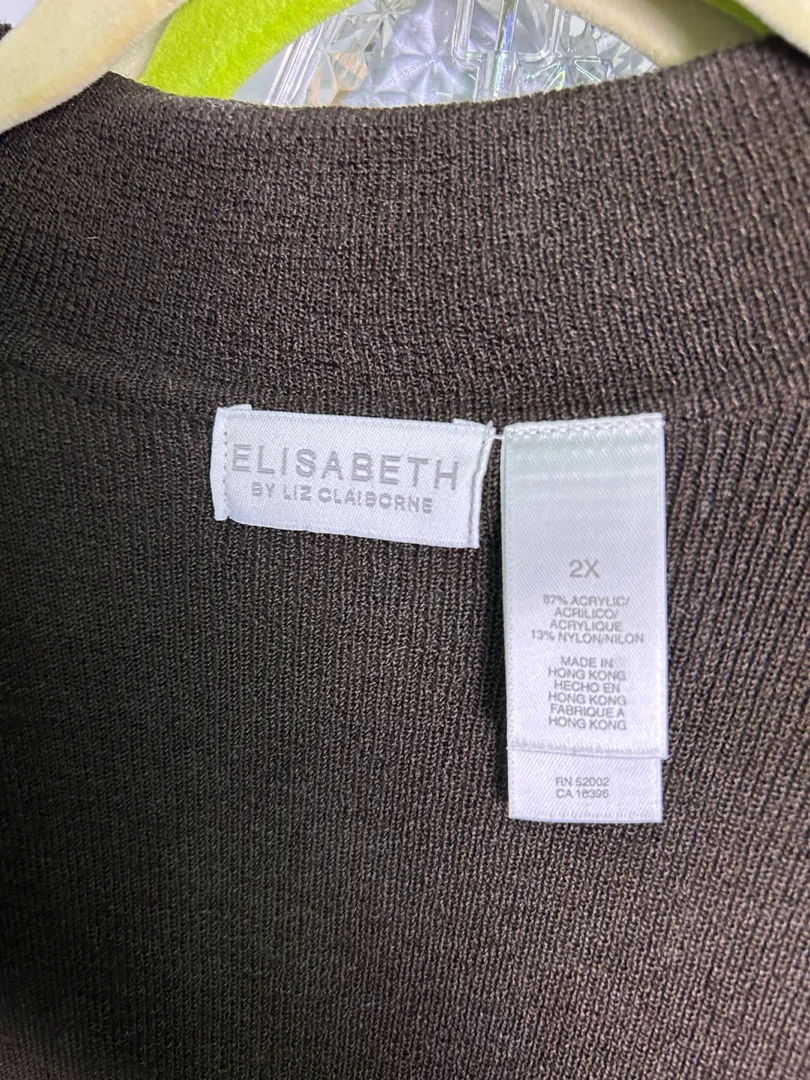 ELISABETH
BY LIZ CLAIBORNE
2X
87% ACRYLIC/
ACRILICO/
ACRYLIQUE
13% NYLON/NILON
MADE IN
HONG KONG
HECHO EN
HONG KONG
FABRIQUE A
HONG KONG
RN 52002
CA 18396